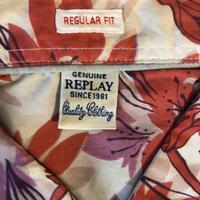 REGULAR FIT
GENUINE
REPLAY
SINCE 1981
Quality Clothing